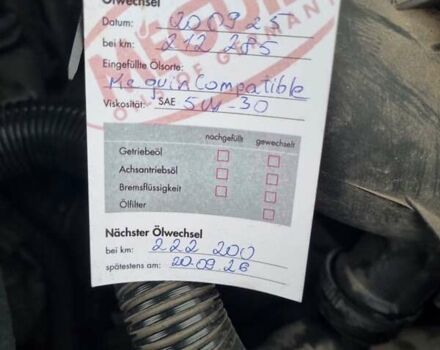 Ölwechsel
Datum: 20 09 25
bei km: 212 285
Eingefüllte Ölsorte:
Meguin Compatible
Viskosität: SAE 5W-30
nachgefüllt gewechselt
Getriebeöl
Achsantriebsöl
Bremsflüssigkeit
Ölfilter
Nächster Ölwechsel
bei km: 222 200
spätestens am: 20.09.26